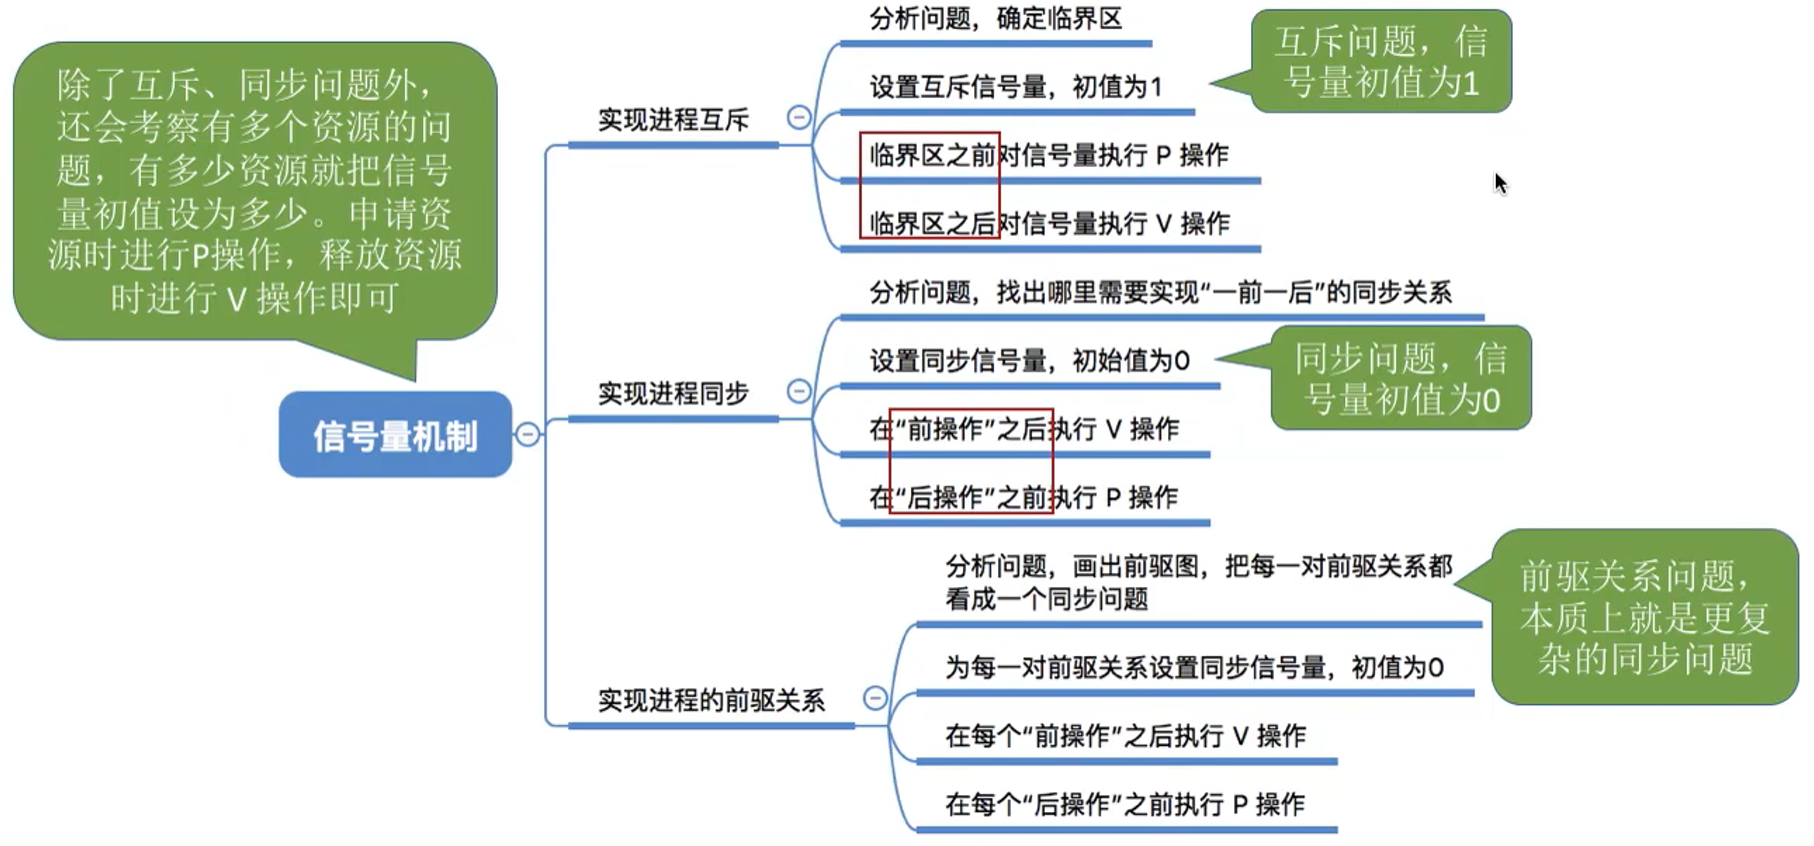 除了互斥、同步问题外，
还会考察有多个资源的问
题，有多少资源就把信号
量初值设为多少。申请资
源时进行P操作，释放资源
时进行 V 操作即可
信号量机制
实现进程互斥
分析问题，确定临界区
设置互斥信号量，初值为1
互斥问题，信
号量初值为1
临界区之前对信号量执行 P 操作
临界区之后对信号量执行 V 操作
实现进程同步
分析问题，找出哪里需要实现“一前一后”的同步关系
设置同步信号量，初始值为0
同步问题，信
号量初值为0
在“前操作”之后执行 V 操作
在“后操作”之前执行 P 操作
实现进程的前驱关系
分析问题，画出前驱图，把每一对前驱关系都
看成一个同步问题
前驱关系问题，
本质上就是更复
杂的同步问题
为每一对前驱关系设置同步信号量，初值为0
在每个“前操作”之后执行 V 操作
在每个“后操作”之前执行 P 操作